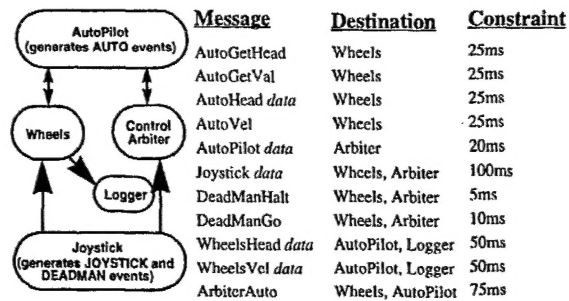 AutoPilot
(generates AUTO events)
Wheels
Control
Arbiter
Logger
Joystick
(generates JOYSTICK and
DEADMAN events)
Message Destination Constraint
AutoGetHead Wheels 25ms
AutoGetVal Wheels 25ms
AutoHead data Wheels 25ms
AutoVel Wheels 25ms
AutoPilot data Arbiter 20ms
Joystick data Wheels, Arbiter 100ms
DeadManHalt Wheels, Arbiter 5ms
DeadManGo Wheels, Arbiter 10ms
WheelsHead data AutoPilot, Logger 50ms
WheelsVel data AutoPilot, Logger 50ms
ArbiterAuto Wheels, AutoPilot 75ms